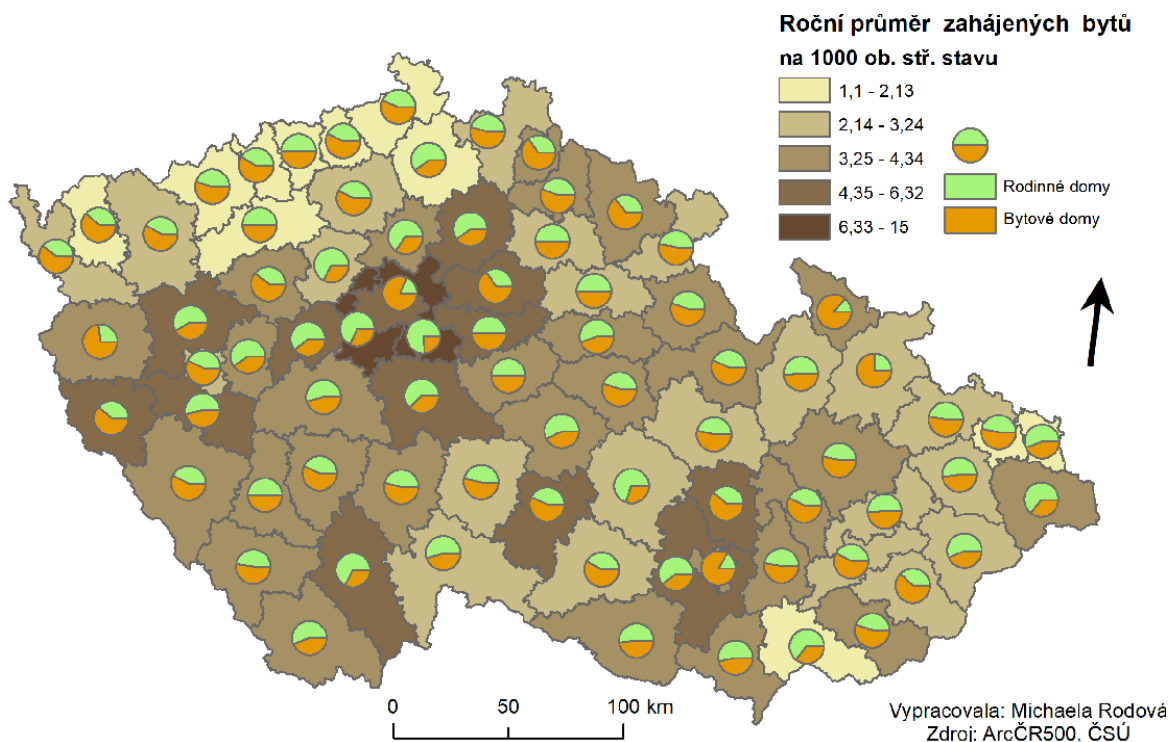 Roční průměr zahájených bytů
na 1000 ob. stř. stavu
1,1 - 2,13
2,14 - 3,24
3,25 - 4,34
4,35 - 6,32
6,33 - 15
Rodinné domy
Bytové domy
0 50 100 km
Vypracovala: Michaela Rodová
Zdroj: ArcČR500, ČSÚ